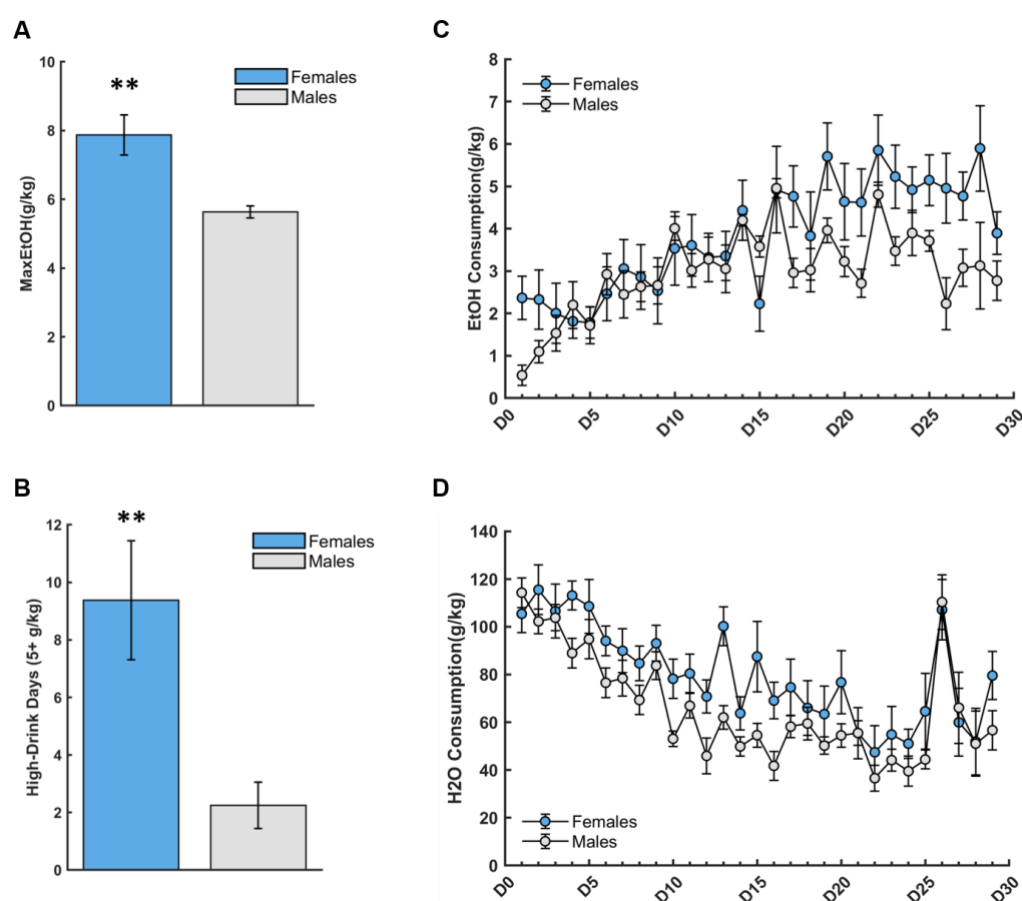 A
MaxEtOH(g/kg)
10
8
6
4
2
0
**
Females
Males
B
High-Drink Days (5+ g/kg)
12
10
8
6
4
2
0
**
Females
Males
C
EtOH Consumption(g/kg)
8
7
6
5
4
3
2
1
0
Females
Males
D0 D5 D10 D15 D20 D25 D30
D
H2O Consumption(g/kg)
140
120
100
80
60
40
20
0
Females
Males
D0 D5 D10 D15 D20 D25 D30